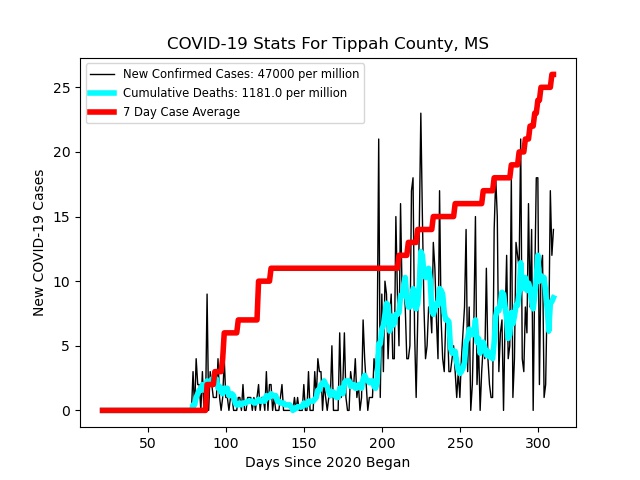 COVID-19 Stats For Tippah County, MS
New Confirmed Cases: 47000 per million
Cumulative Deaths: 1181.0 per million
7 Day Case Average
25
20
15
10
5
0
New COVID-19 Cases
50 100 150 200 250 300
Days Since 2020 Began